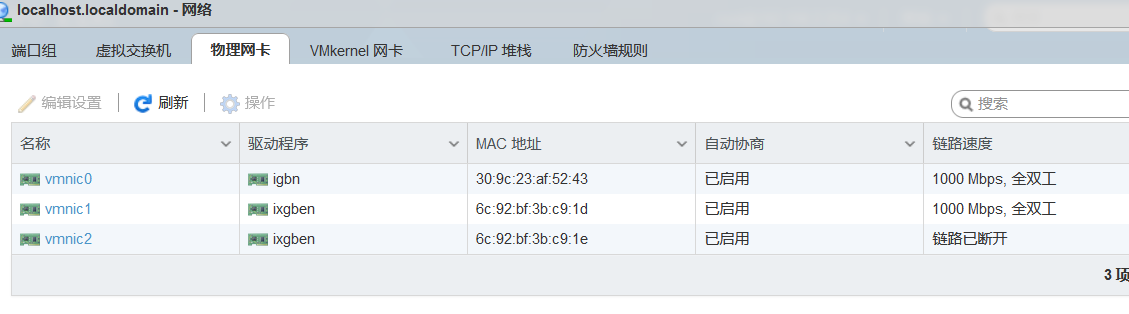 localhost.localdomain - 网络
端口组 虚拟交换机 物理网卡 VMkernel 网卡 TCP/IP 堆栈 防火墙规则
编辑设置 刷新 操作 搜索
名称 驱动程序 MAC 地址 自动协商 链路速度
vmnic0 igbn 30:9c:23:af:52:43 已启用 1000 Mbps, 全双工
vmnic1 ixgben 6c:92:bf:3b:c9:1d 已启用 1000 Mbps, 全双工
vmnic2 ixgben 6c:92:bf:3b:c9:1e 已启用 链路已断开
3 项